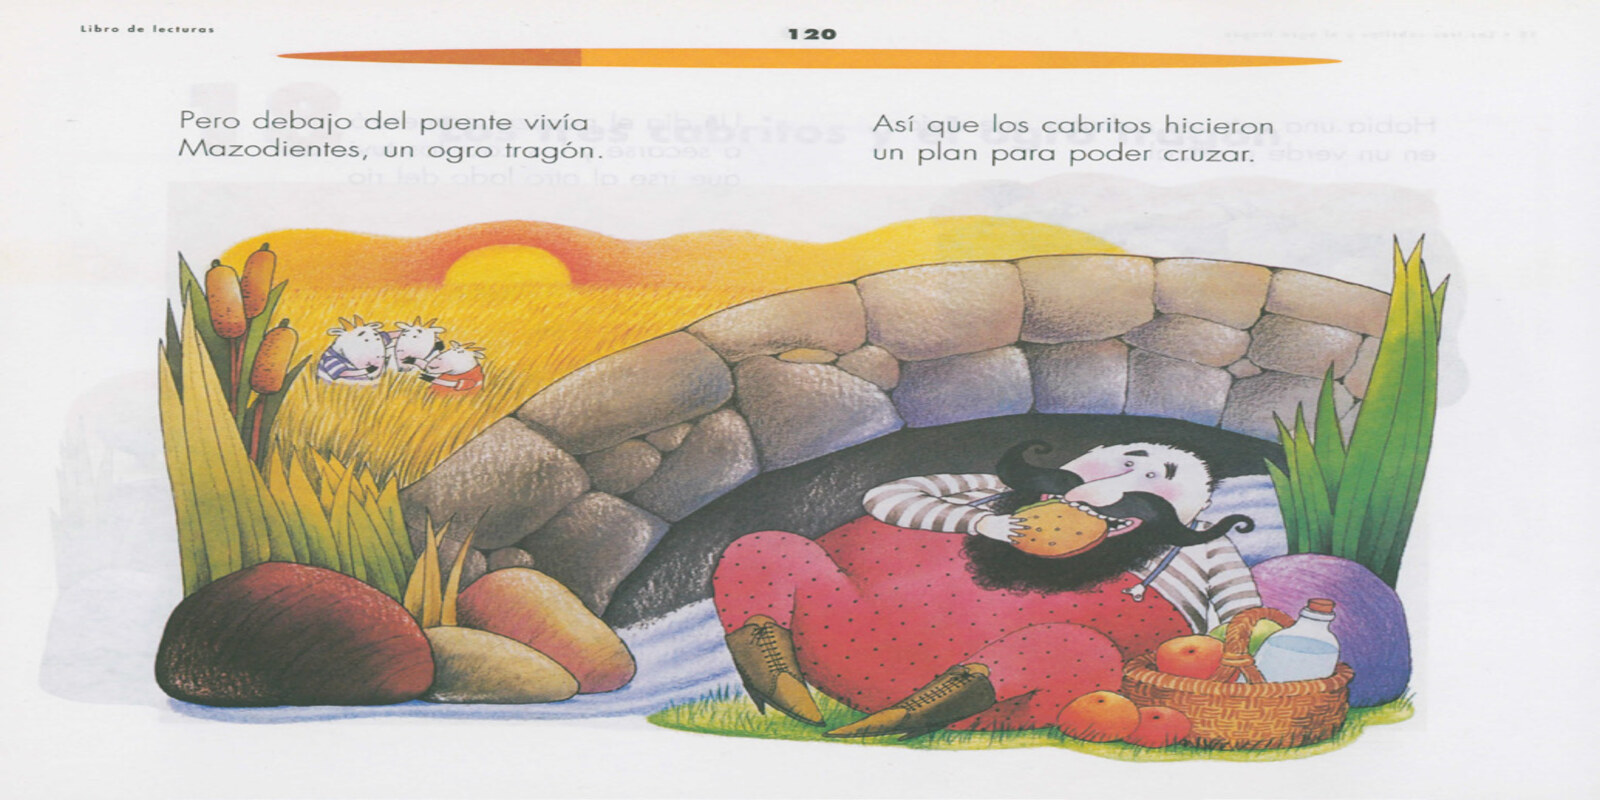 Libro de lecturas
120
Pero debajo del puente vivía
Mazodientes, un ogro tragón.
Así que los cabritos hicieron
un plan para poder cruzar.